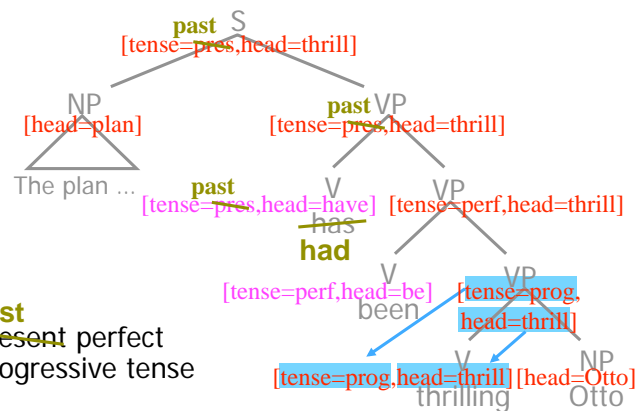 past S
[tense=pres,head=thrill]
NP past VP
[head=plan] [tense=pres,head=thrill]
The plan ... past V VP
[tense=pres,head=have] [tense=perf,head=thrill]
has
had
V VP
[tense=perf,head=be] [tense=prog,
been head=thrill]
st
esent perfect
ogressive tense
V NP
[tense=prog,head=thrill] [head=Otto]
thrilling Otto